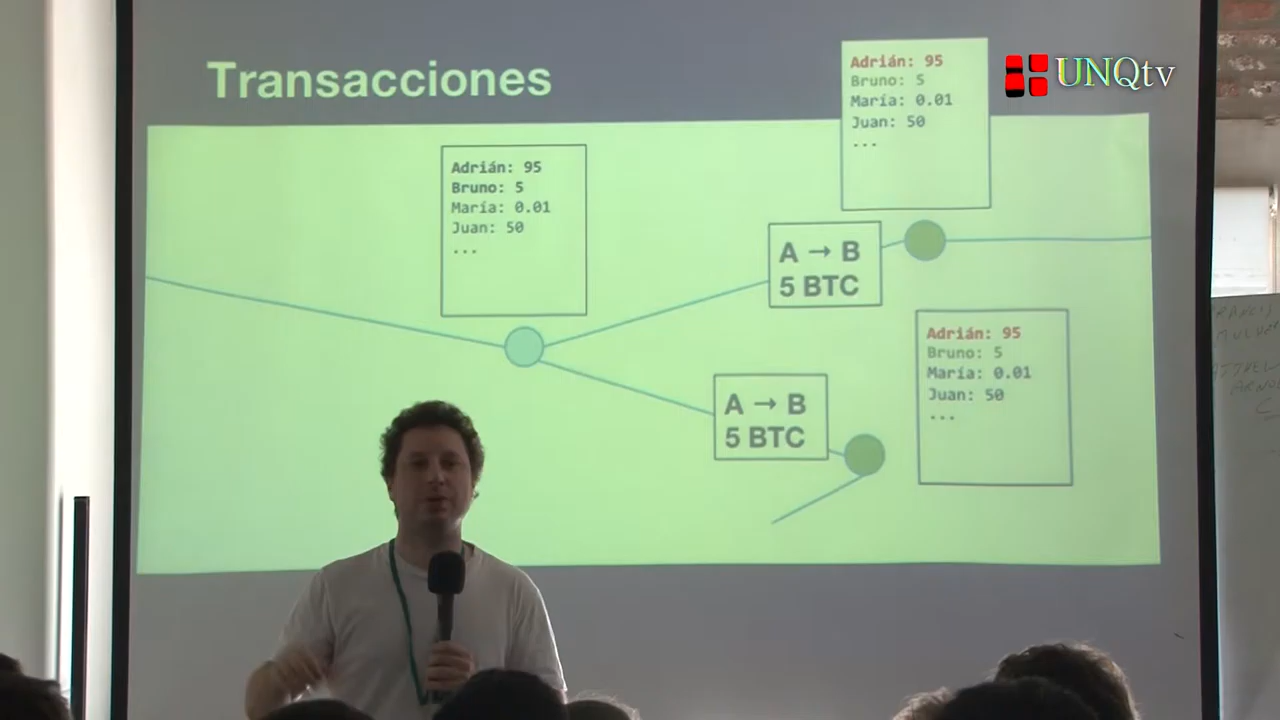 Transacciones
UNQtv
Adrián: 95
Bruno: 5
María: 0.01
Juan: 50
...
Adrián: 95
Bruno: 5
María: 0.01
Juan: 50
...
A → B
5 BTC
Adrián: 95
Bruno: 5
María: 0.01
Juan: 50
...
A → B
5 BTC